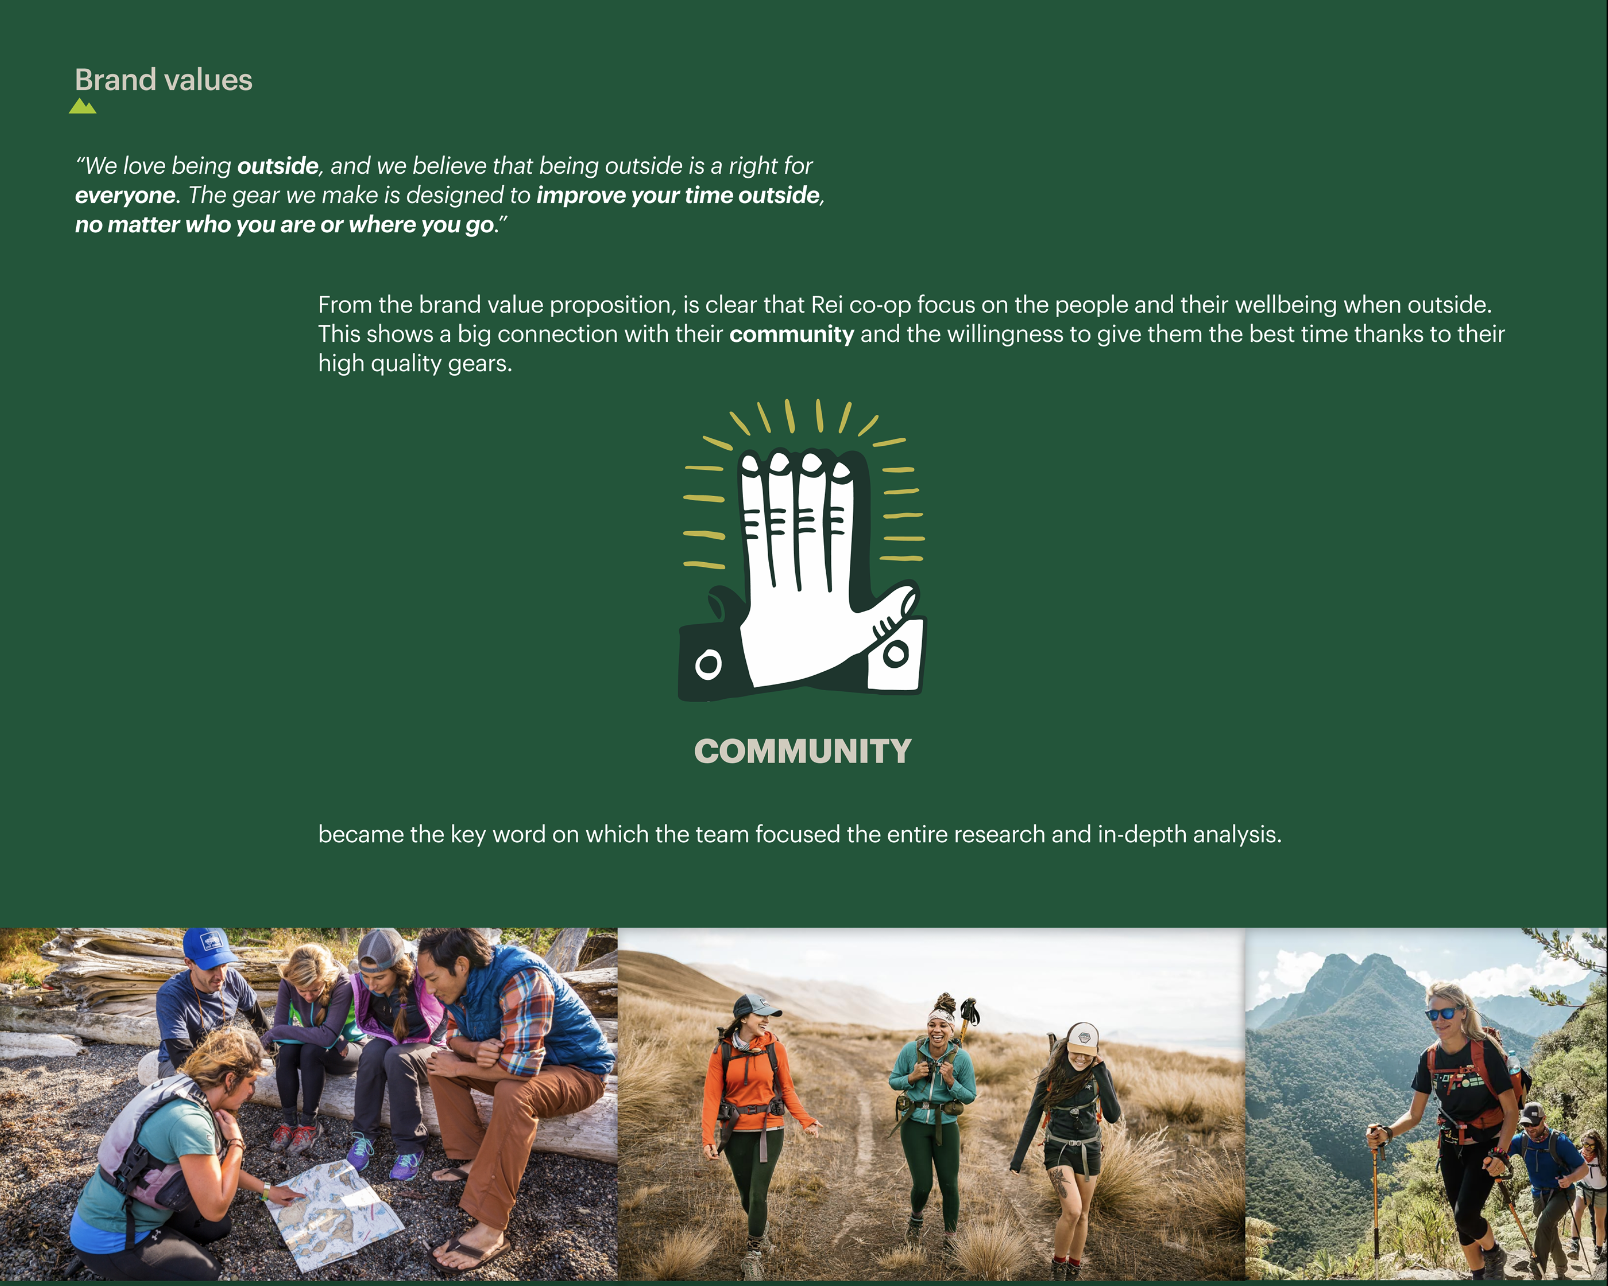 Brand values
“We love being outside, and we believe that being outside is a right for
everyone. The gear we make is designed to improve your time outside,
no matter who you are or where you go.”
From the brand value proposition, is clear that Rei co-op focus on the people and their wellbeing when outside.
This shows a big connection with their community and the willingness to give them the best time thanks to their
high quality gears.
COMMUNITY
became the key word on which the team focused the entire research and in-depth analysis.